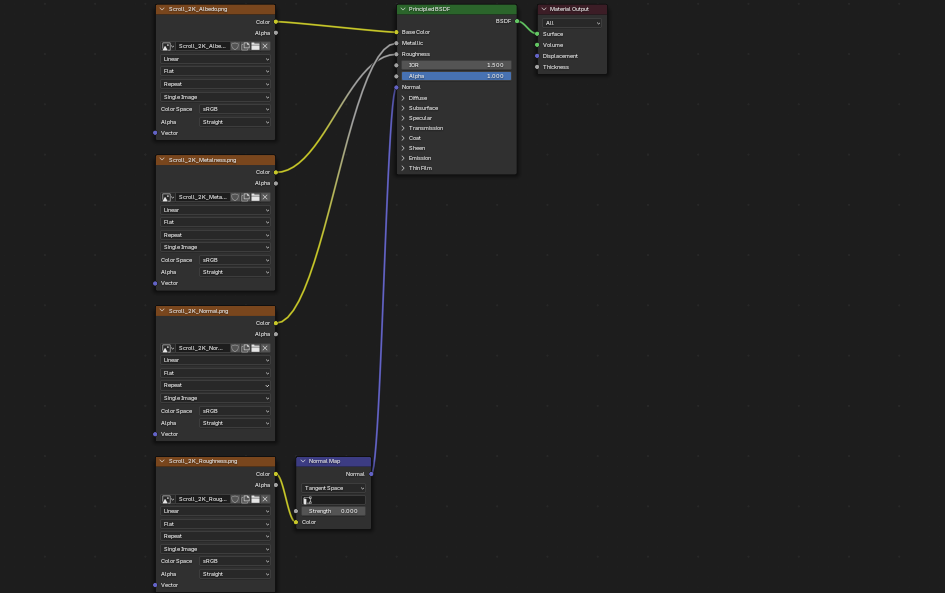 Scroll_2K_Albedo.png
Color
Alpha
Scroll_2K_Albe...
Linear
Flat
Repeat
Single Image
Color Space sRGB
Alpha Straight
Vector
Scroll_2K_Metalness.png
Color
Alpha
Scroll_2K_Meta...
Linear
Flat
Repeat
Single Image
Color Space sRGB
Alpha Straight
Vector
Scroll_2K_Normal.png
Color
Alpha
Scroll_2K_Nor...
Linear
Flat
Repeat
Single Image
Color Space sRGB
Alpha Straight
Vector
Scroll_2K_Roughness.png
Color
Alpha
Scroll_2K_Roug...
Linear
Flat
Repeat
Single Image
Color Space sRGB
Alpha Straight
Vector
Normal Map
Normal
Tangent Space
Strength 0.000
Color
Principled BSDF
BSDF
Base Color
Metallic
Roughness
IOR 1.500
Alpha 1.000
Normal
Diffuse
Subsurface
Specular
Transmission
Coat
Sheen
Emission
Thin Film
Material Output
All
Surface
Volume
Displacement
Thickness